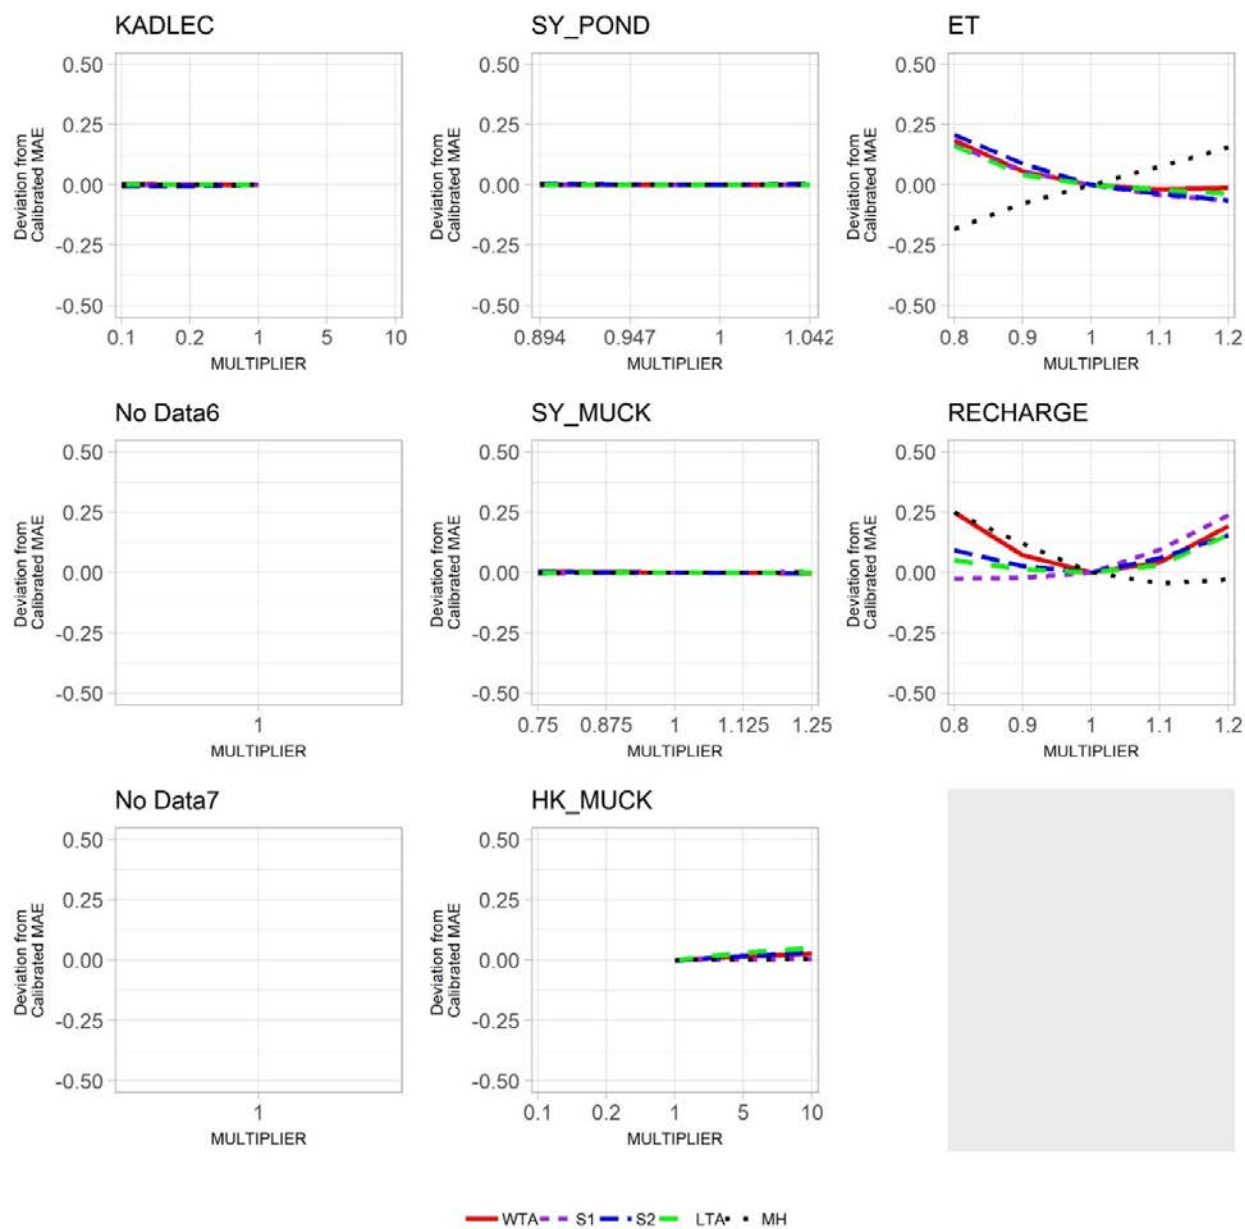 KADLEC
SY_POND
ET
Deviation from
Calibrated MAE
0.50
0.25
0.00
-0.25
-0.50
0.1 0.2 1 5 10
MULTIPLIER
Deviation from
Calibrated MAE
0.50
0.25
0.00
-0.25
-0.50
0.894 0.947 1 1.042
MULTIPLIER
Deviation from
Calibrated MAE
0.50
0.25
0.00
-0.25
-0.50
0.8 0.9 1 1.1 1.2
MULTIPLIER
No Data6
SY_MUCK
RECHARGE
Deviation from
Calibrated MAE
0.50
0.25
0.00
-0.25
-0.50
1
MULTIPLIER
Deviation from
Calibrated MAE
0.50
0.25
0.00
-0.25
-0.50
0.75 0.875 1 1.125 1.25
MULTIPLIER
Deviation from
Calibrated MAE
0.50
0.25
0.00
-0.25
-0.50
0.8 0.9 1 1.1 1.2
MULTIPLIER
No Data7
HK_MUCK
Deviation from
Calibrated MAE
0.50
0.25
0.00
-0.25
-0.50
1
MULTIPLIER
Deviation from
Calibrated MAE
0.50
0.25
0.00
-0.25
-0.50
0.1 0.2 1 5 10
MULTIPLIER
WTA S1 S2 LTA MH